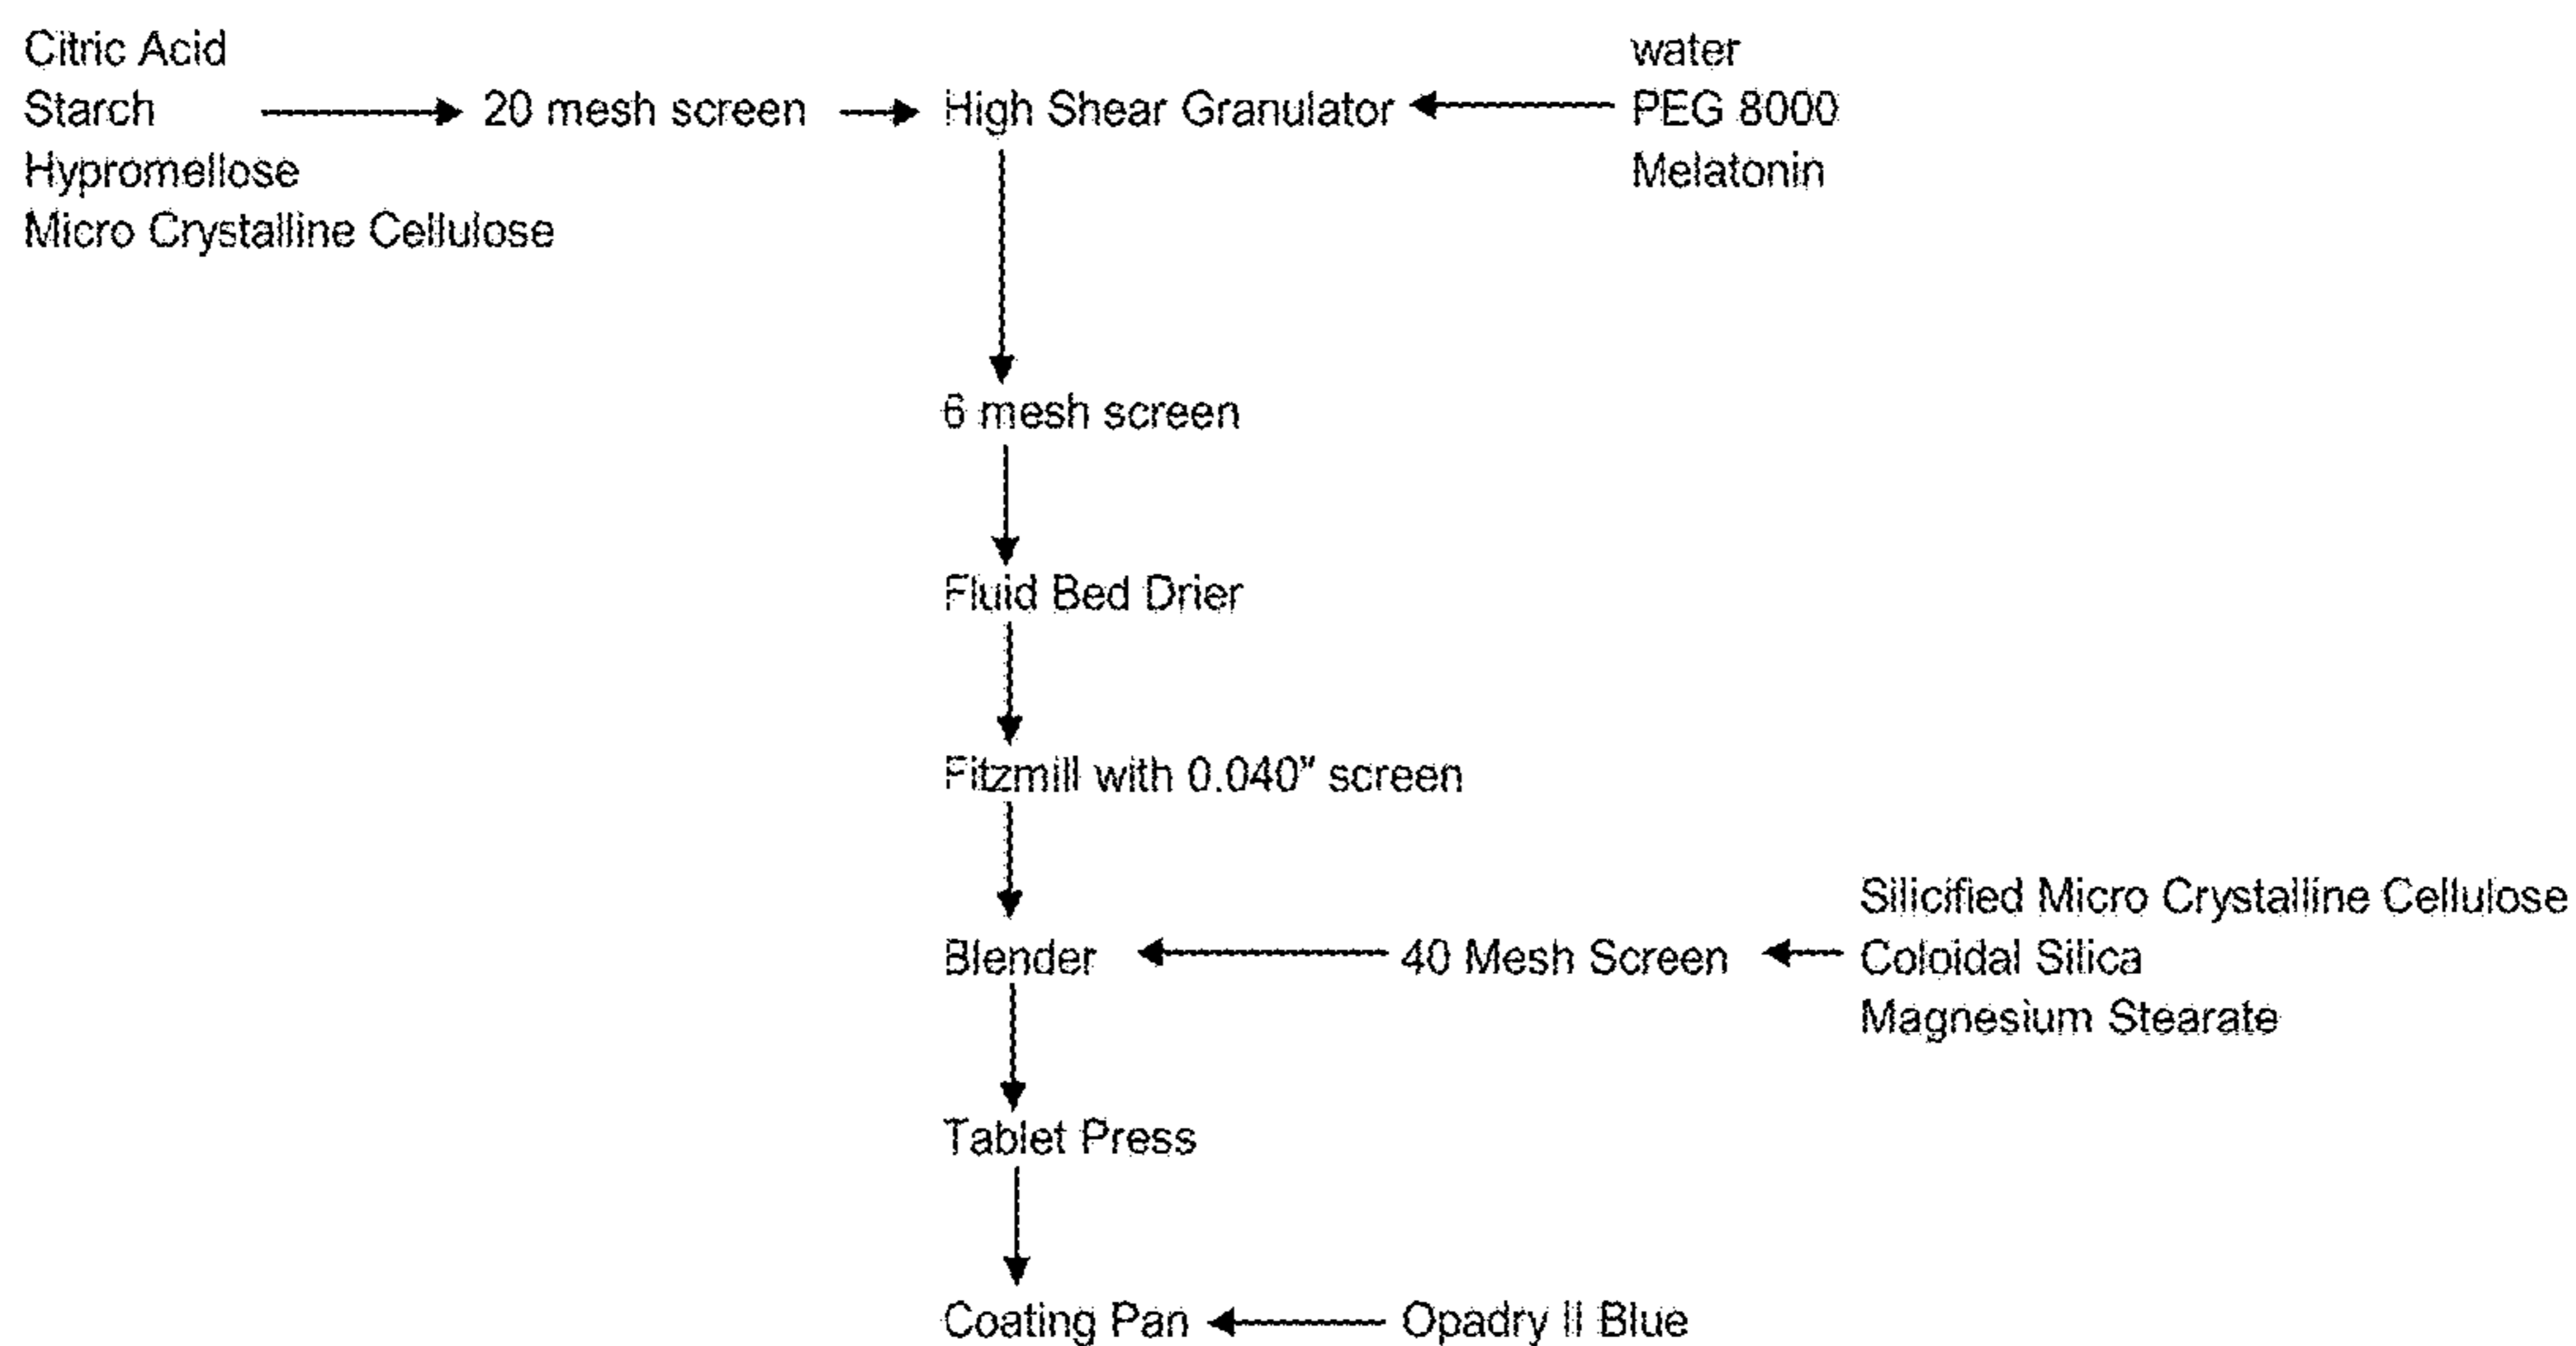 Citric Acid
Starch
Hypromellose
Micro Crystalline Cellulose
20 mesh screen
High Shear Granulator
water
PEG 8000
Melatonin
6 mesh screen
Fluid Bed Drier
Fitzmill with 0.040" screen
Blender
40 Mesh Screen
Silicified Micro Crystalline Cellulose
Coloidal Silica
Magnesium Stearate
Tablet Press
Coating Pan
Opadry II Blue